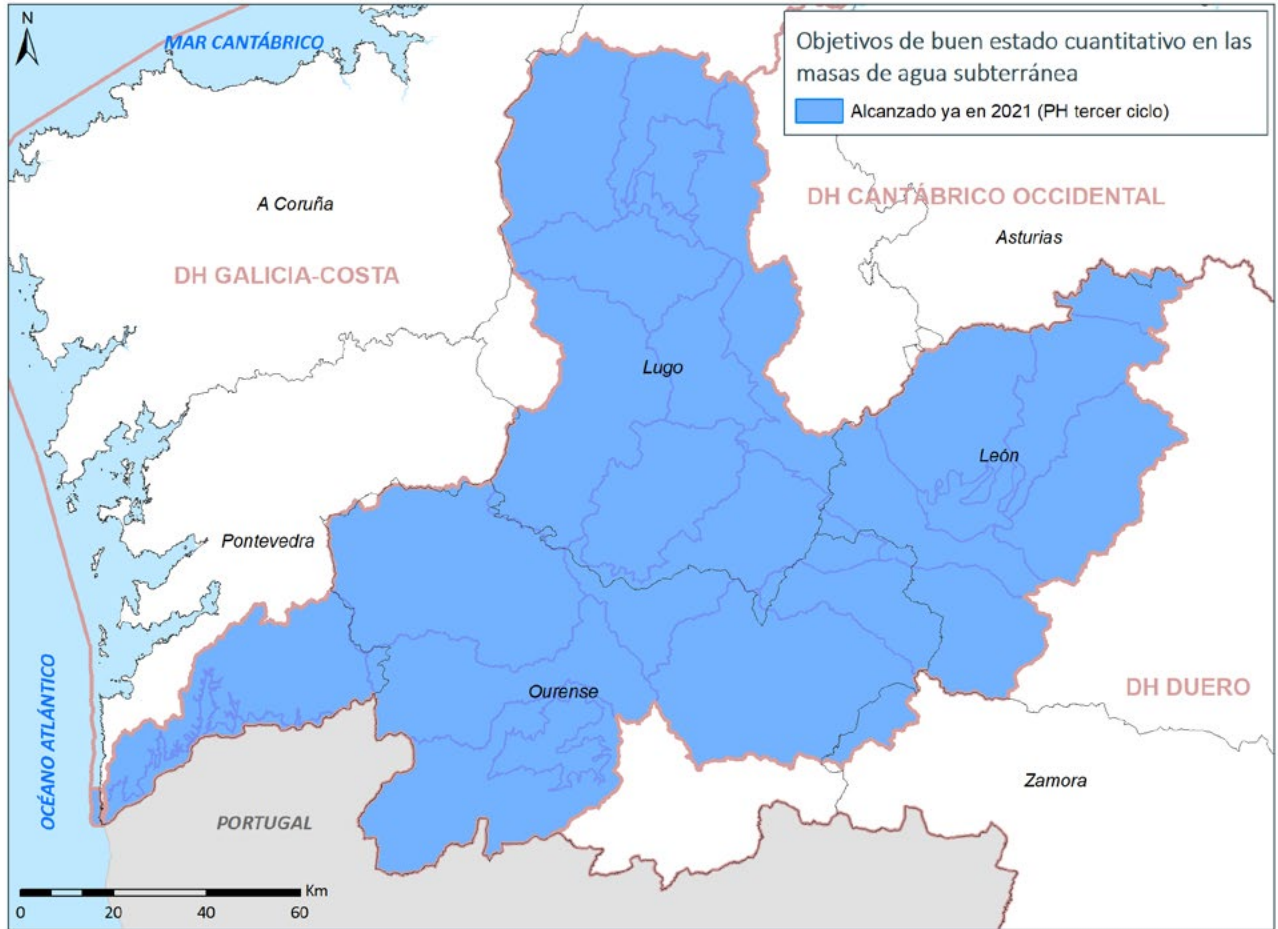 N
MAR CANTÁBRICO
Objetivos de buen estado cuantitativo en las
masas de agua subterránea
Alcanzado ya en 2021 (PH tercer ciclo)
A Coruña
DH CANTÁBRICO OCCIDENTAL
Asturias
DH GALICIA-COSTA
Lugo
León
Pontevedra
Ourense
DH DUERO
OCÉANO ATLÁNTICO
Zamora
PORTUGAL
Km
0 20 40 60